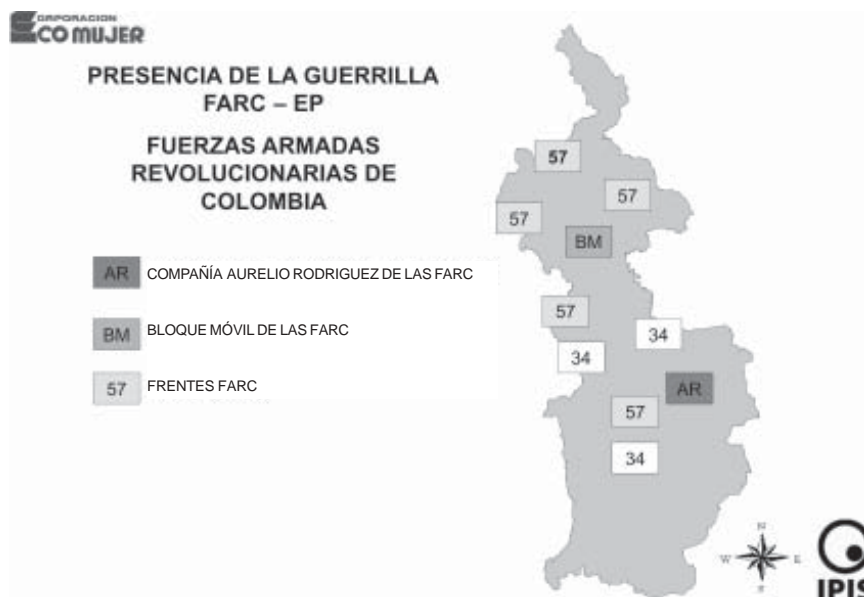 CORPORACION
ECOMUJER
PRESENCIA DE LA GUERRILLA
FARC – EP
FUERZAS ARMADAS
REVOLUCIONARIAS DE
COLOMBIA
AR COMPAÑÍA AURELIO RODRIGUEZ DE LAS FARC
BM BLOQUE MÓVIL DE LAS FARC
57 FRENTES FARC
57
57
57
BM
57
34
34
AR
57
34
N
W E
S
IPIS